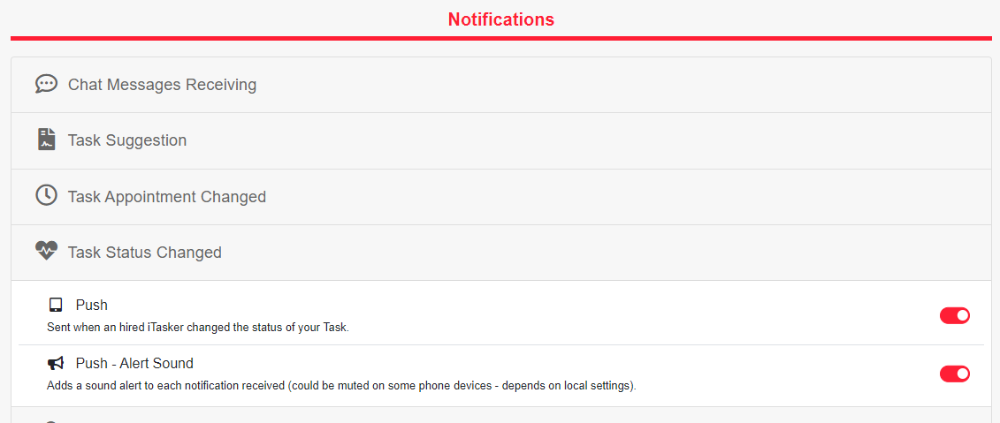 Notifications
Chat Messages Receiving
Task Suggestion
Task Appointment Changed
Task Status Changed
Push
Sent when an hired iTasker changed the status of your Task.
Push - Alert Sound
Adds a sound alert to each notification received (could be muted on some phone devices - depends on local settings).